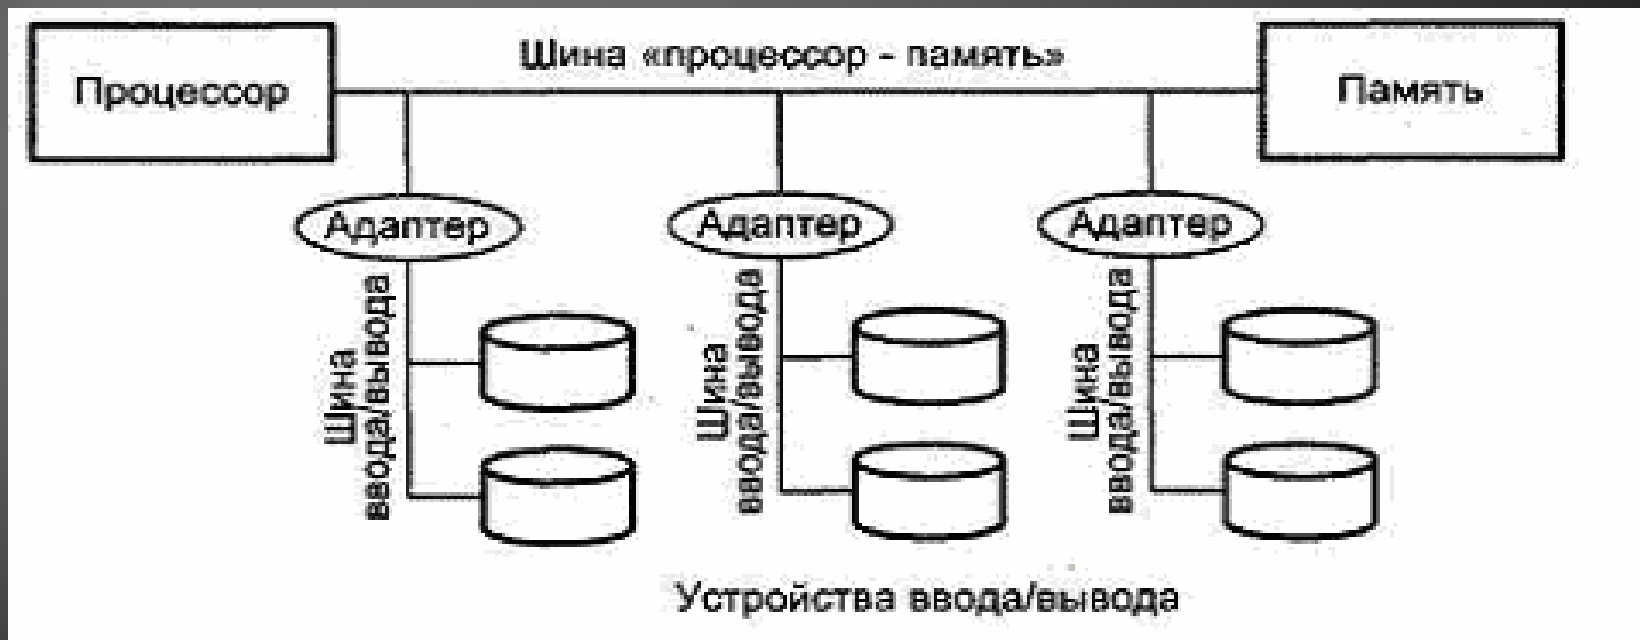 Шина «процессор - память»
Процессор
Память
Адаптер
Адаптер
Адаптер
Шина
ввода/вывода
Шина
ввода/вывода
Шина
ввода/вывода
Устройства ввода/вывода